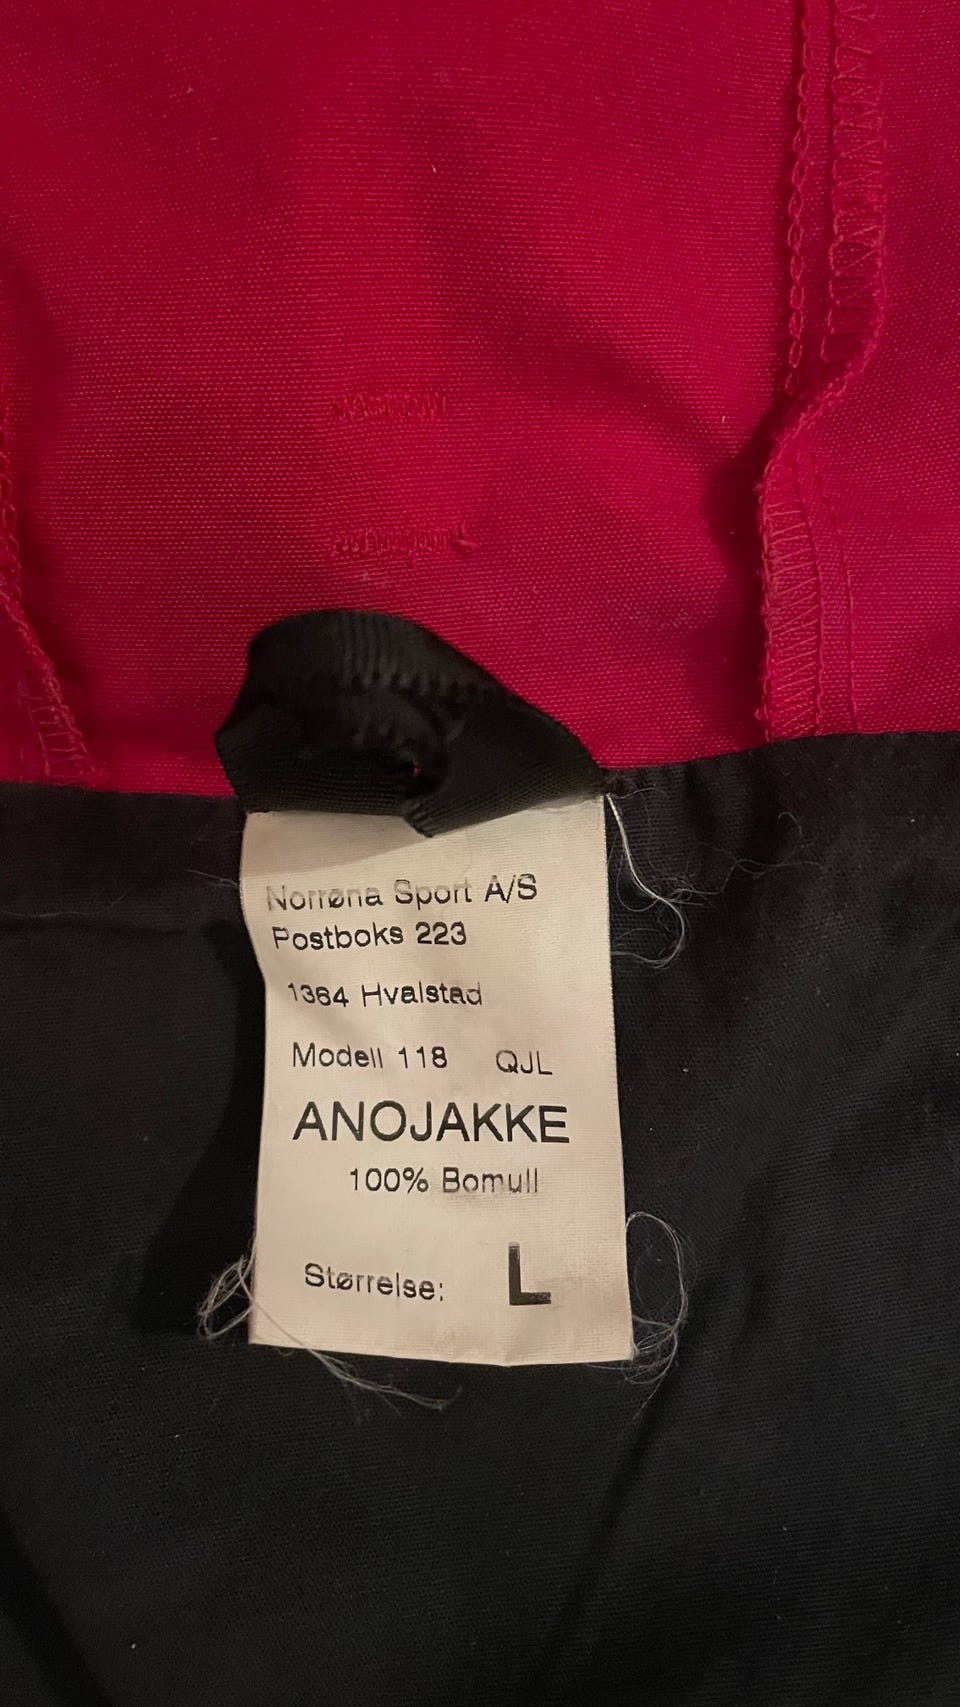 Norrøna Sport A/S
Postboks 223
1364 Hvalstad
Modell 118 QJL
ANOJAKKE
100% Bomull
Størrelse: L